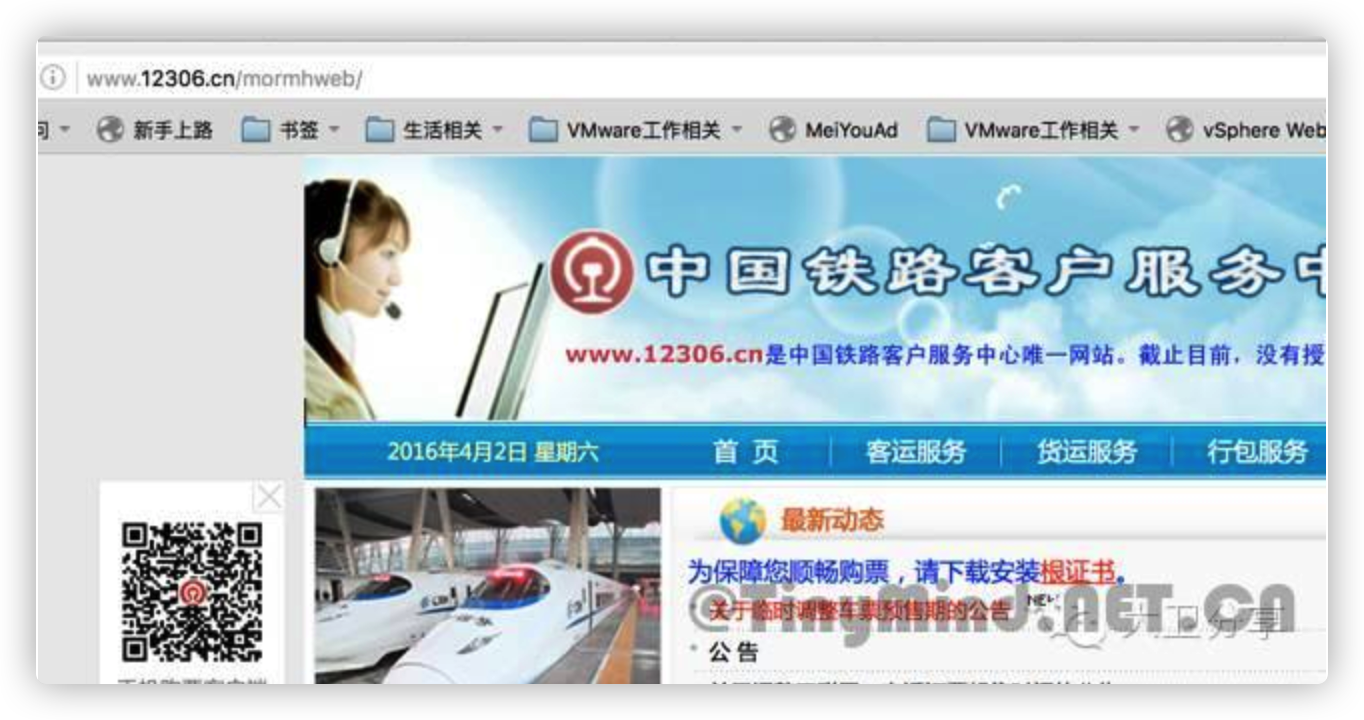 www.12306.cn/mormhweb/
新手上路 书签 生活相关 VMware工作相关 MeiYouAd VMware工作相关 vSphere Web
中国铁路客户服务
www.12306.cn是中国铁路客户服务中心唯一网站。截止目前，没有授
2016年4月2日 星期六 首 页 客运服务 货运服务 行包服务
最新动态
为保障您顺畅购票，请下载安装根证书。
关于临时调整车票预售期的公告 NEW
@Tinymind.NET.CN
大卫分享
公 告